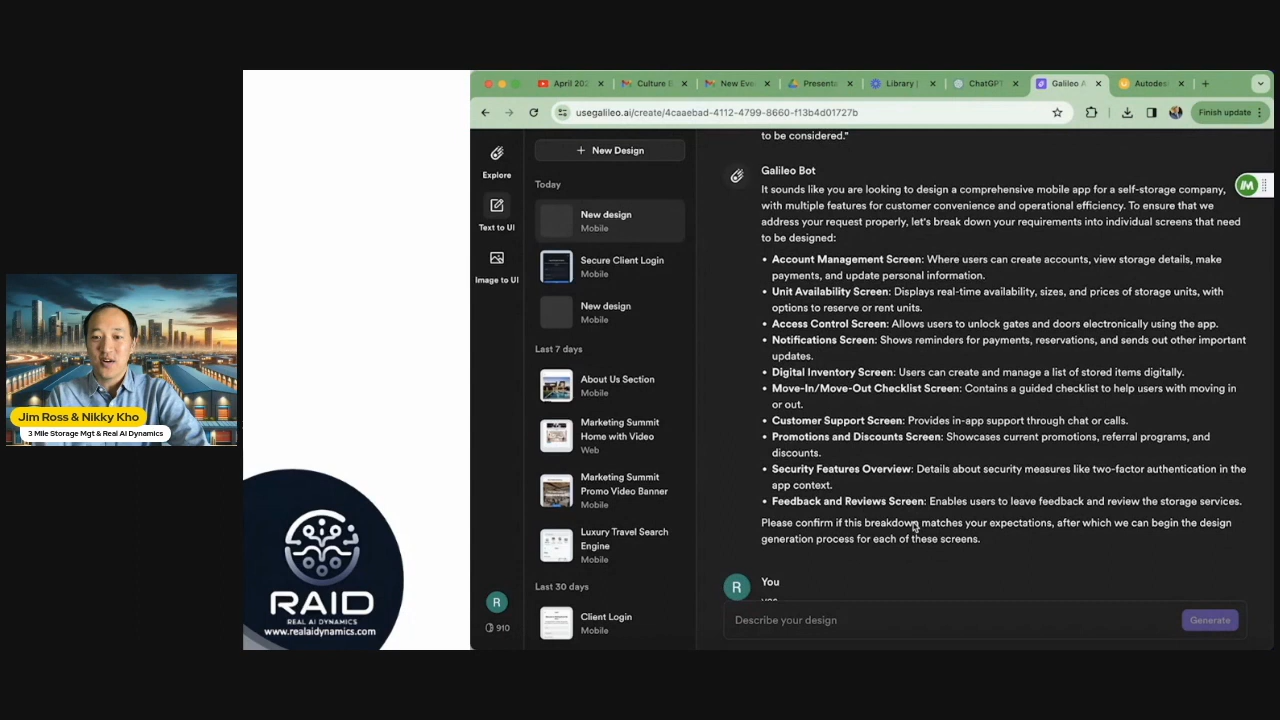 April 202
Culture B
New Eve
Presenta
Library |
ChatGPT
Galileo A
Autodes
usegalileo.ai/create/4caaebad-4112-4799-8660-f13b4d01727b
Finish update
Explore
Text to UI
Image to UI
R
910
New Design
Today
New design
Mobile
Secure Client Login
Mobile
New design
Mobile
Last 7 days
About Us Section
Mobile
Marketing Summit
Home with Video
Web
Marketing Summit
Promo Video Banner
Mobile
Luxury Travel Search
Engine
Mobile
Last 30 days
Client Login
Mobile
to be considered."
Galileo Bot
It sounds like you are looking to design a comprehensive mobile app for a self-storage company,
with multiple features for customer convenience and operational efficiency. To ensure that we
address your request properly, let's break down your requirements into individual screens that need
to be designed:
• Account Management Screen: Where users can create accounts, view storage details, make
payments, and update personal information.
• Unit Availability Screen: Displays real-time availability, sizes, and prices of storage units, with
options to reserve or rent units.
• Access Control Screen: Allows users to unlock gates and doors electronically using the app.
• Notifications Screen: Shows reminders for payments, reservations, and sends out other important
updates.
• Digital Inventory Screen: Users can create and manage a list of stored items digitally.
• Move-In/Move-Out Checklist Screen: Contains a guided checklist to help users with moving in
or out.
• Customer Support Screen: Provides in-app support through chat or calls.
• Promotions and Discounts Screen: Showcases current promotions, referral programs, and
discounts.
• Security Features Overview: Details about security measures like two-factor authentication in the
app context.
• Feedback and Reviews Screen: Enables users to leave feedback and review the storage services.
Please confirm if this breakdown matches your expectations, after which we can begin the design
generation process for each of these screens.
R
You
yes
Describe your design
Generate
Jim Ross & Nikky Kho
3 Mile Storage Mgt & Real AI Dynamics
RAID
REAL AI DYNAMICS
www.realaidynamics.com